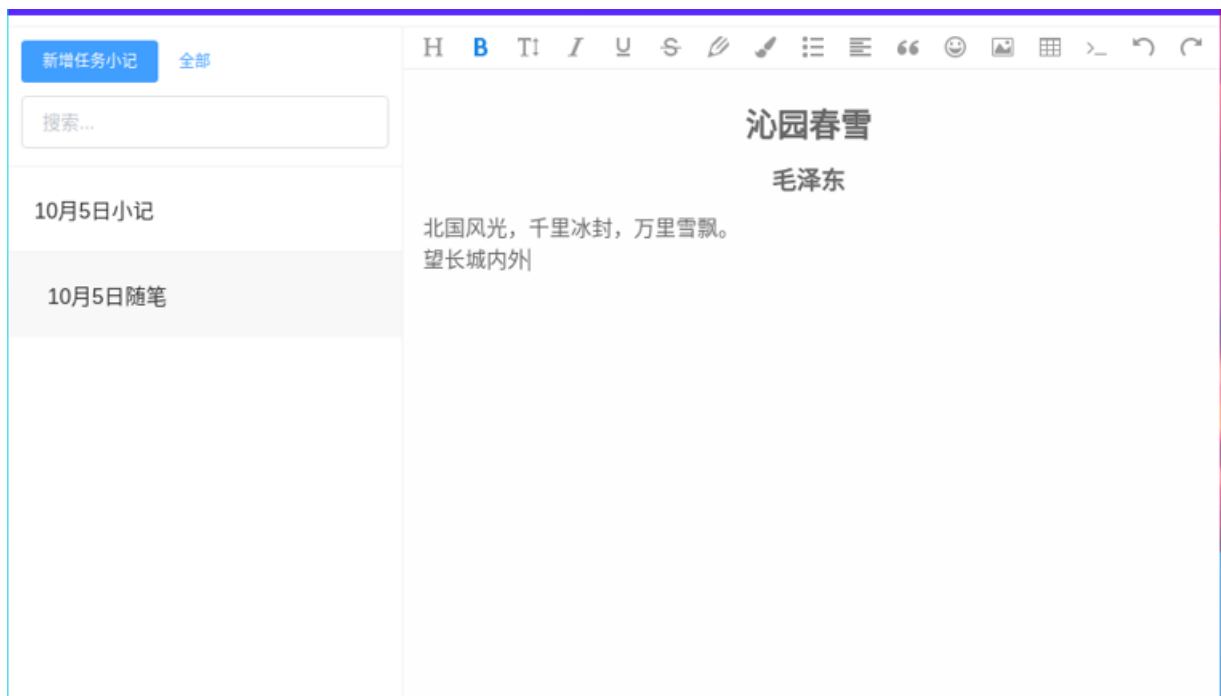 新增任务小记 全部
搜索...
10月5日小记
10月5日随笔
沁园春雪
毛泽东
北国风光，千里冰封，万里雪飘。
望长城内外